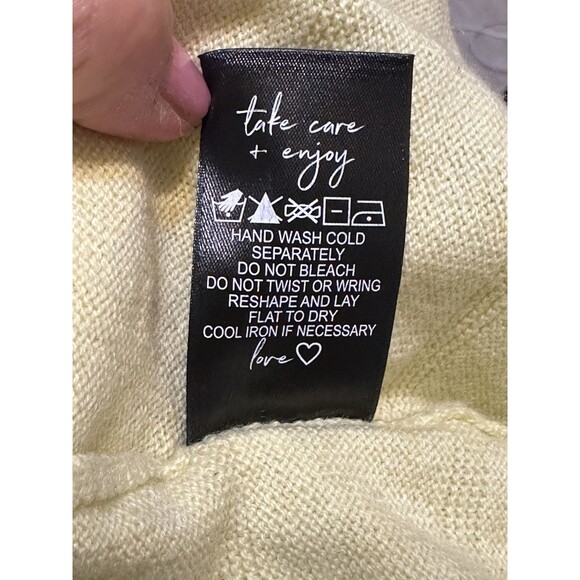 take care
+ enjoy
HAND WASH COLD
SEPARATELY
DO NOT BLEACH
DO NOT TWIST OR WRING
RESHAPE AND LAY
FLAT TO DRY
COOL IRON IF NECESSARY
love